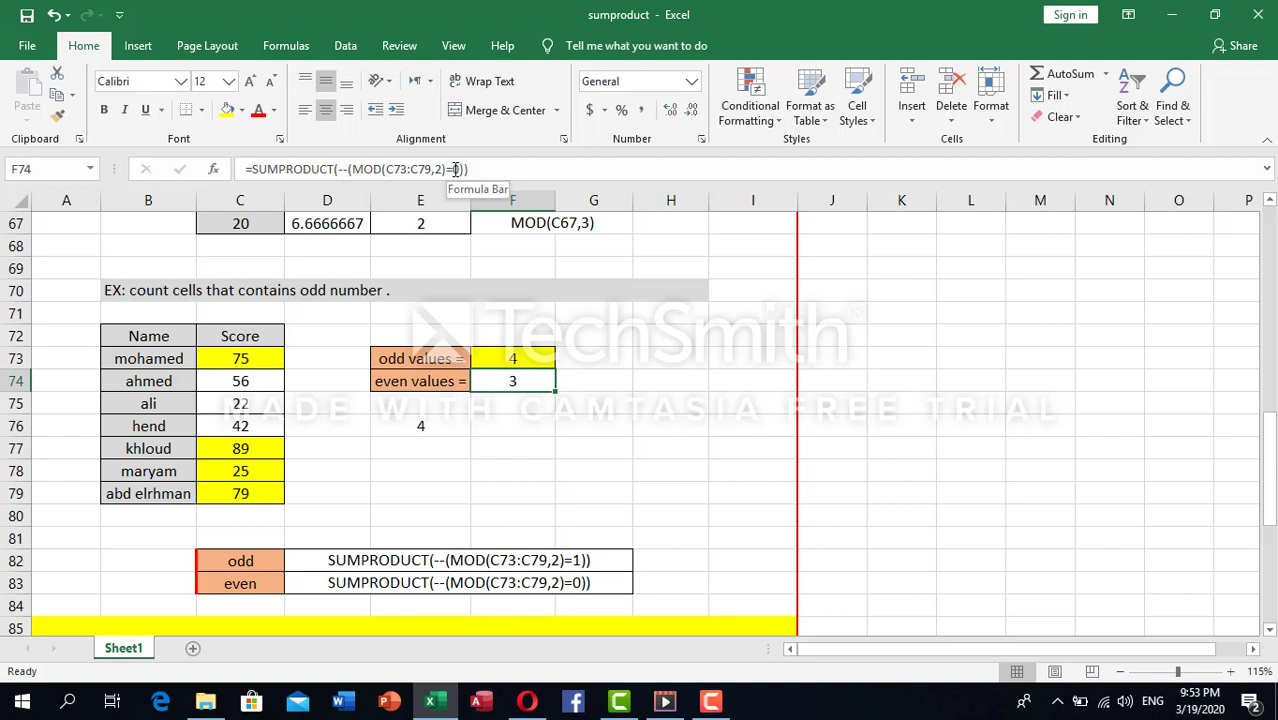 sumproduct - Excel
Sign in
File Home Insert Page Layout Formulas Data Review View Help Tell me what you want to do Share
Paste
Calibri 12
B I U
Wrap Text
Merge & Center
General
$ % ,
Conditional Formatting
Format as Table
Cell Styles
Insert
Delete
Format
AutoSum
Fill
Clear
Sort & Filter
Find & Select
Clipboard Font Alignment Number Styles Cells Editing
F74 fx =SUMPRODUCT(--(MOD(C73:C79,2)=0))
Formula Bar
A B C D E F G H I J K L M N O P
67 20 6.6666667 2 MOD(C67,3)
68
69
70 EX: count cells that contains odd number .
71
72 Name Score
73 mohamed 75 odd values = 4
74 ahmed 56 even values = 3
75 ali 22
76 hend 42 4
77 khloud 89
78 maryam 25
79 abd elrhman 79
80
81
82 odd SUMPRODUCT(--(MOD(C73:C79,2)=1))
83 even SUMPRODUCT(--(MOD(C73:C79,2)=0))
84
85
TechSmith
MADE WITH CAMTASIA FREE TRIAL
Sheet1
Ready
115%
ENG
9:53 PM
3/19/2020
2